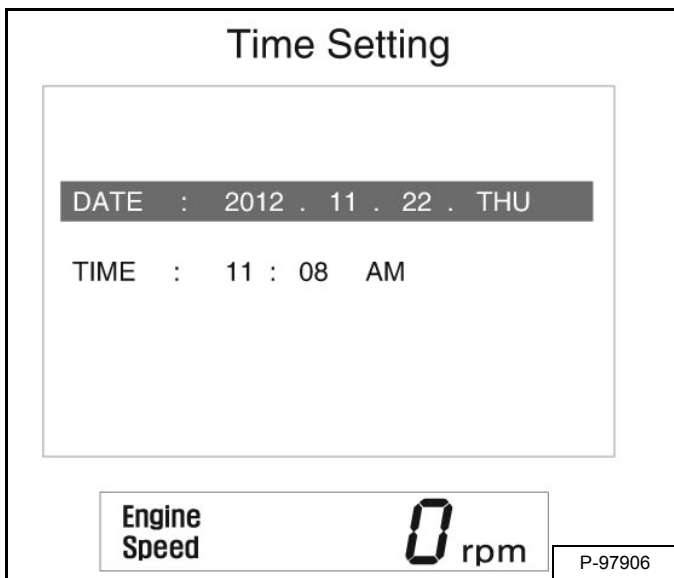 Time Setting
DATE : 2012 . 11 . 22 . THU
TIME : 11 : 08 AM
Engine
Speed
0 rpm
P-97906